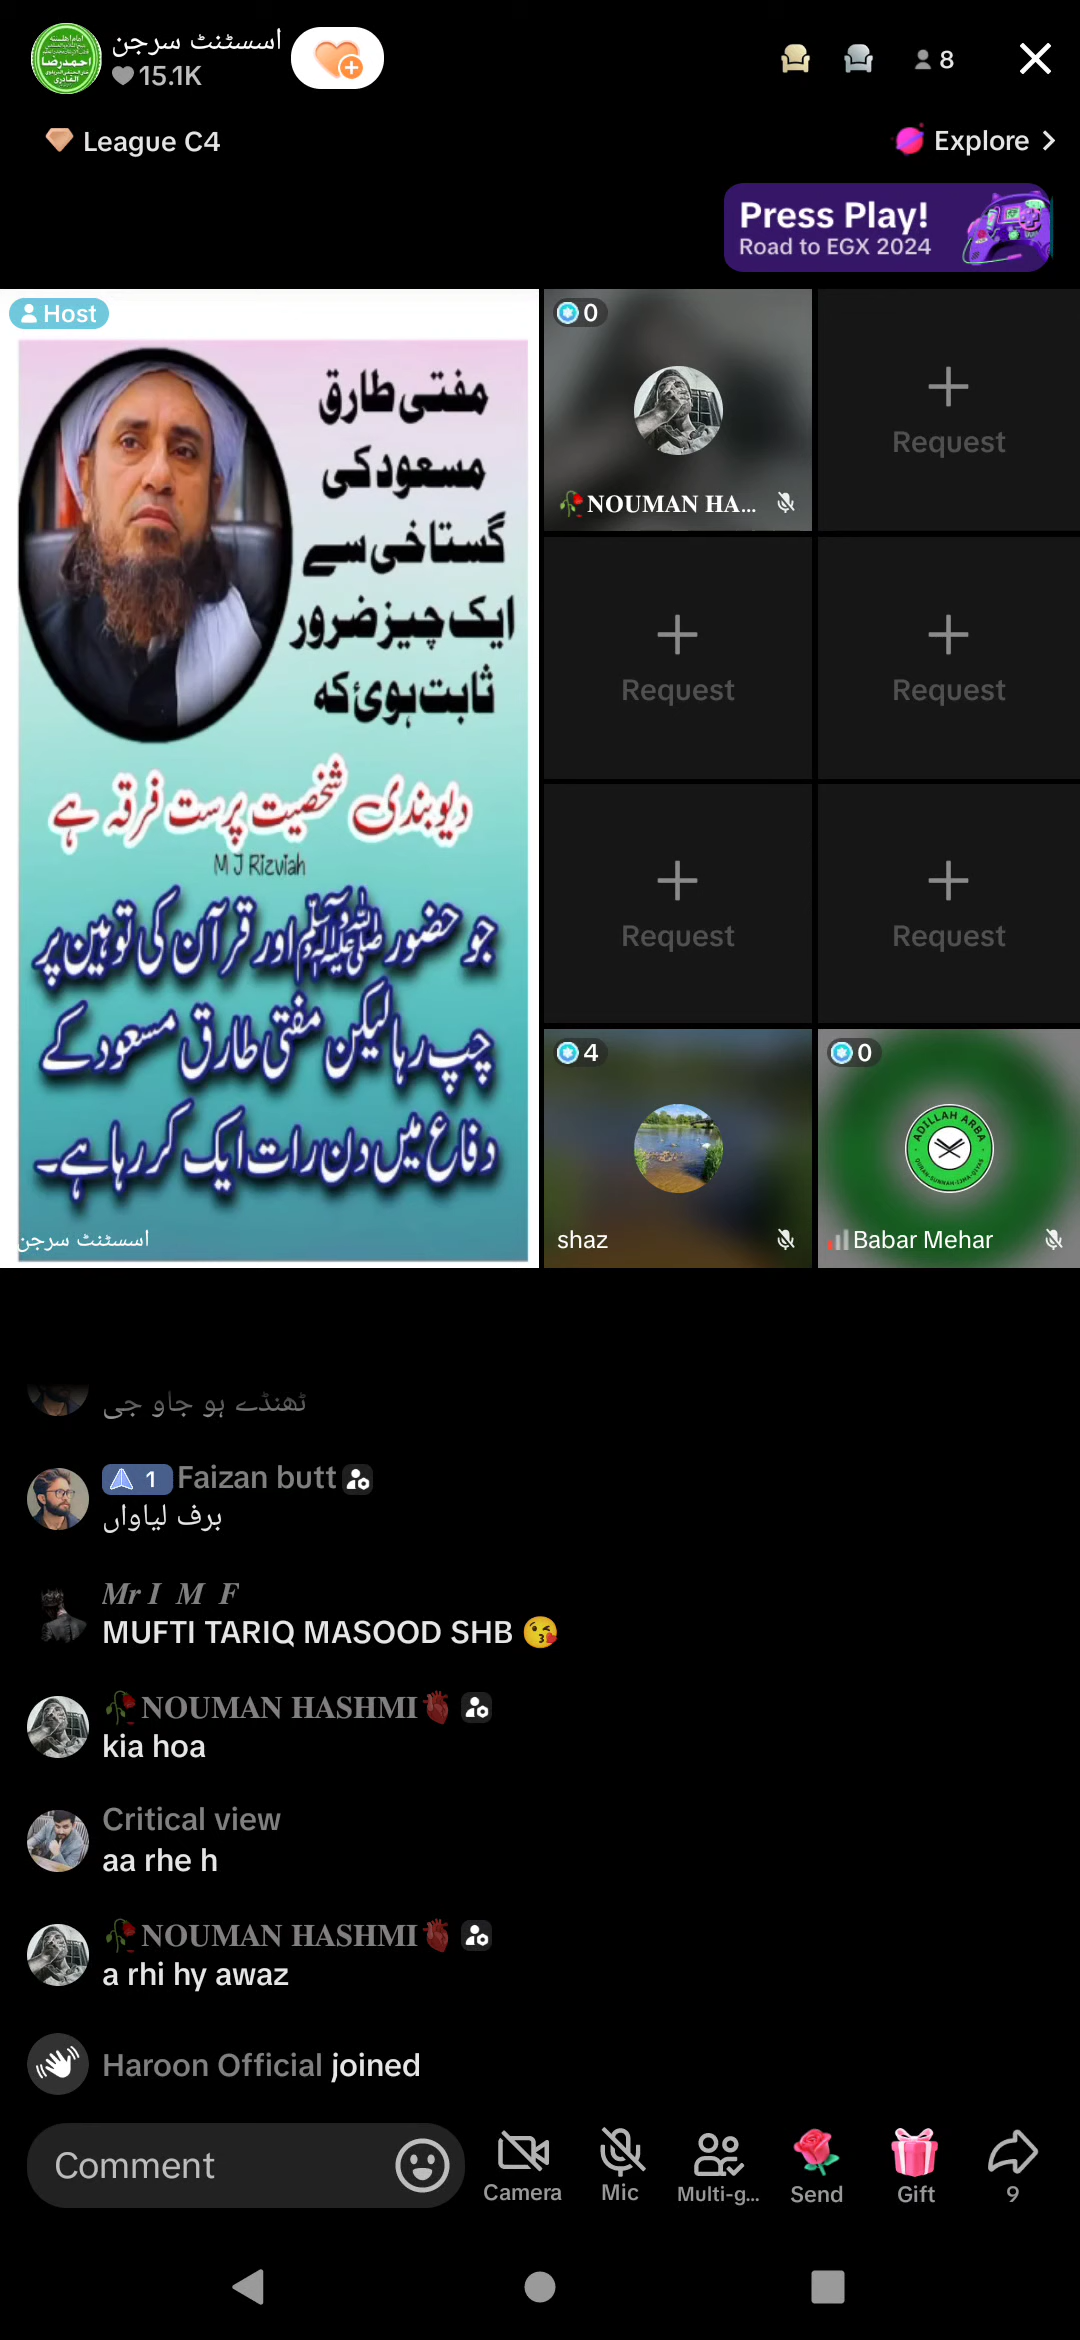 اسسٹنٹ سرجن
15.1K
8
League C4
Explore
Press Play!
Road to EGX 2024
Host
مفتی طارق
مسعود کی
گستاخی سے
ایک چیز ضرور
ثابت ہوئ که
دیوبندی شخصیت پرست فرقہ ہے
M J Rizviah
جو حضور ﷺ اور قرآن کی توہین پر
چپ رہا لیکن مفتی طارق مسعود کے
دفاع میں دن رات ایک کر رہا ہے۔
اسسٹنٹ سرجن
0
🥀NOUMAN HA...
Request
Request
Request
Request
Request
4
shaz
0
ADILLAH ARBA
Babar Mehar
ٹھنڈے ہو جاو جی
1 Faizan butt
برف لیاواں
Mr I M F
MUFTI TARIQ MASOOD SHB 😘
🥀NOUMAN HASHMI🫀
kia hoa
Critical view
aa rhe h
🥀NOUMAN HASHMI🫀
a rhi hy awaz
Haroon Official joined
Comment
Camera
Mic
Multi-g...
Send
Gift
9